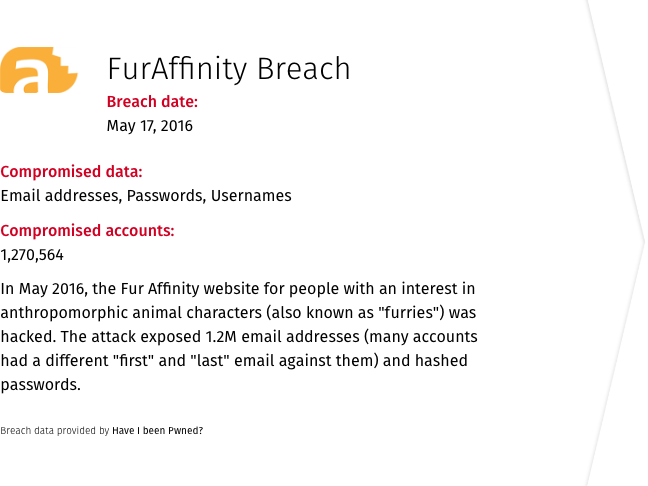 a
FurAffinity Breach
Breach date:
May 17, 2016
Compromised data:
Email addresses, Passwords, Usernames
Compromised accounts:
1,270,564
In May 2016, the Fur Affinity website for people with an interest in
anthropomorphic animal characters (also known as "furries") was
hacked. The attack exposed 1.2M email addresses (many accounts
had a different "first" and "last" email against them) and hashed
passwords.
Breach data provided by Have I been Pwned?